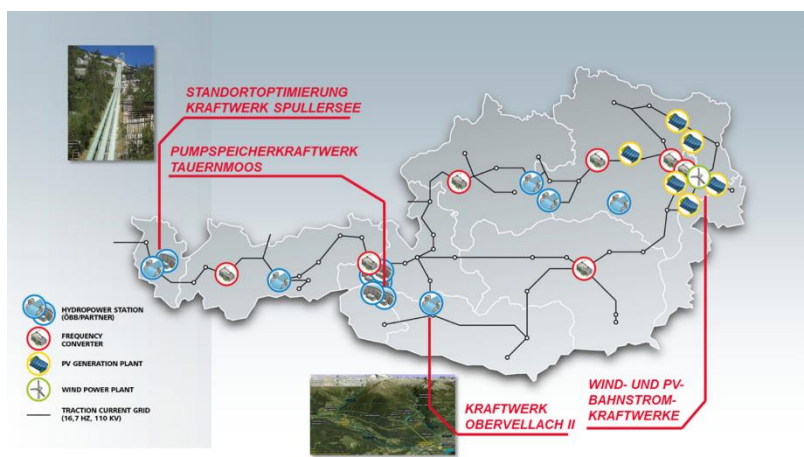 STANDORTOPTIMIERUNG
KRAFTWERK SPULLERSEE
PUMPSPEICHERKRAFTWERK
TAUERNMOOS
HYDROPOWER STATION
(ÖBB/PARTNER)
FREQUENCY
CONVERTER
PV GENERATION PLANT
WIND POWER PLANT
TRACTION CURRENT GRID
(16,7 HZ, 110 KV)
KRAFTWERK
OBERVELLACH II
WIND- UND PV-
BAHNSTROM-
KRAFTWERKE